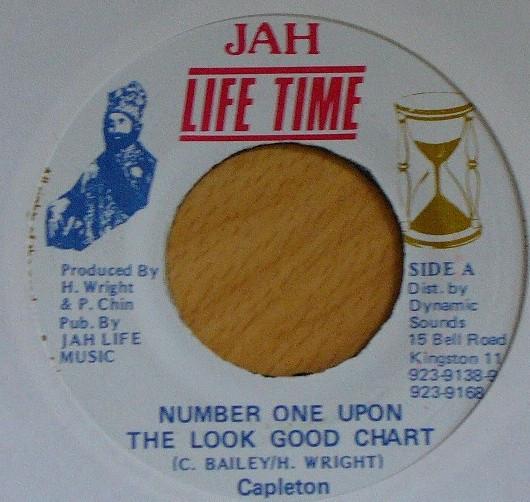 JAH
LIFE TIME
Produced By
H. Wright
& P. Chin
Pub. By
JAH LIFE
MUSIC
SIDE A
Dist. by
Dynamic
Sounds
15 Bell Road
Kingston 11
923-9138-9
923-9168
NUMBER ONE UPON
THE LOOK GOOD CHART
(C. BAILEY/H. WRIGHT)
Capleton